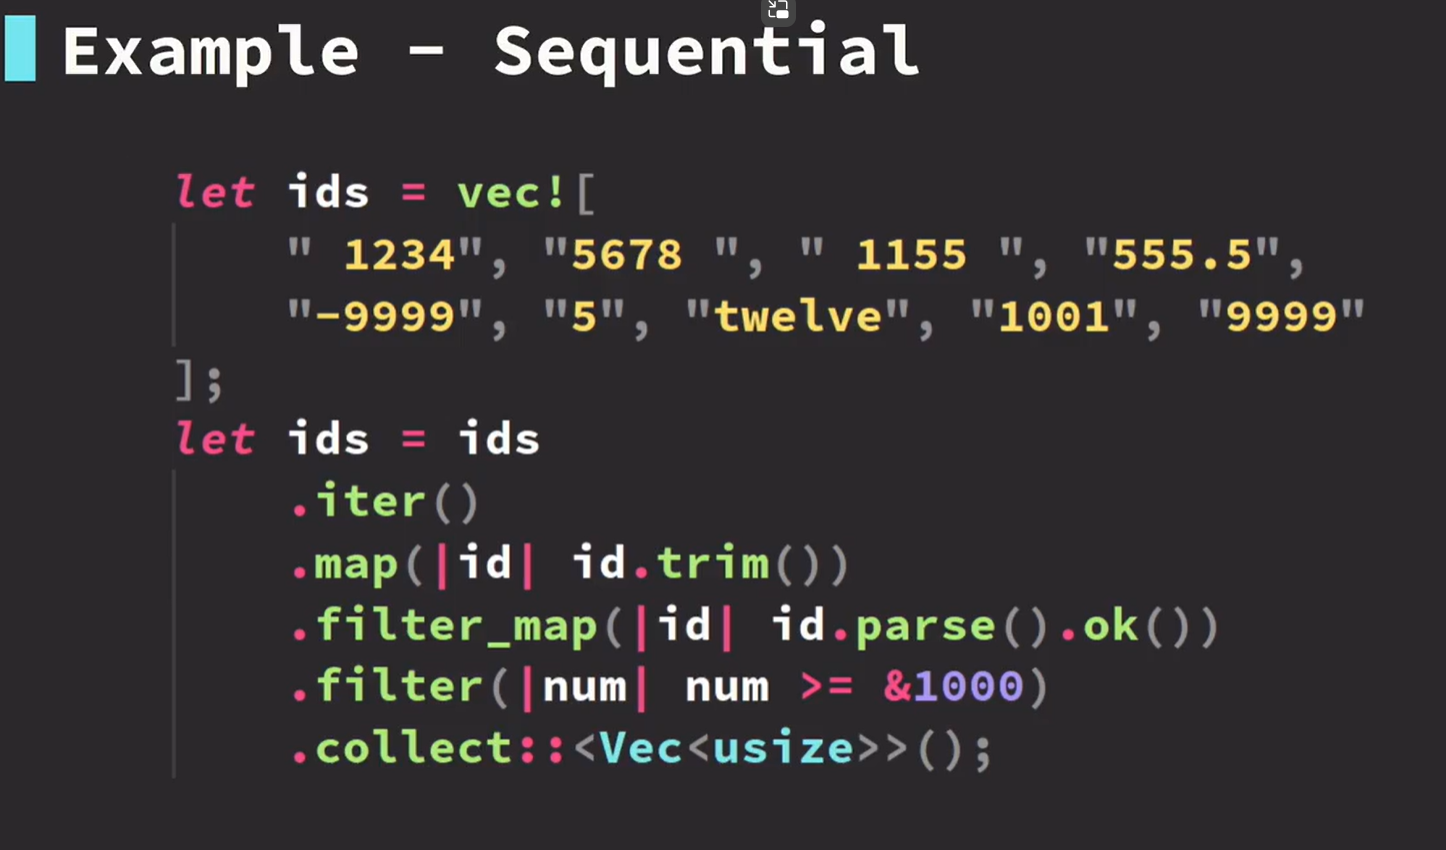 Example - Sequential
let ids = vec![
" 1234", "5678 ", " 1155 ", "555.5",
"-9999", "5", "twelve", "1001", "9999"
];
let ids = ids
.iter()
.map(|id| id.trim())
.filter_map(|id| id.parse().ok())
.filter(|num| num >= &1000)
.collect::<Vec<usize>>();